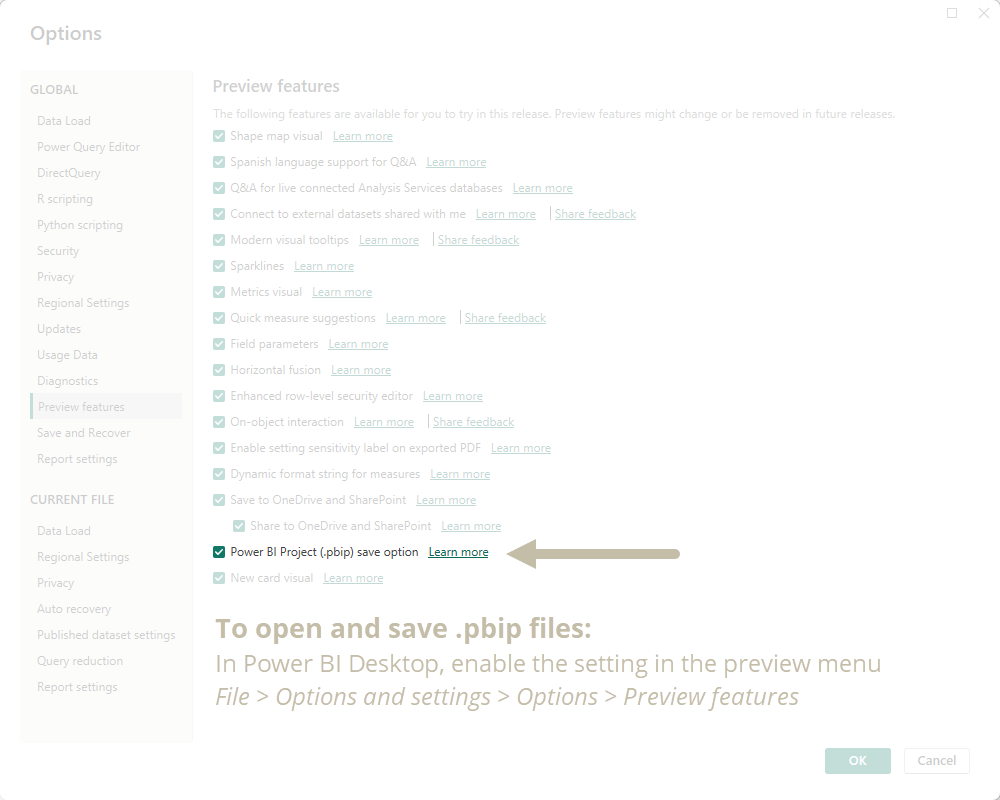 Options
GLOBAL
Data Load
Power Query Editor
DirectQuery
R scripting
Python scripting
Security
Privacy
Regional Settings
Updates
Usage Data
Diagnostics
Preview features
Save and Recover
Report settings
CURRENT FILE
Data Load
Regional Settings
Privacy
Auto recovery
Published dataset settings
Query reduction
Report settings
Preview features
The following features are available for you to try in this release. Preview features might change or be removed in future releases.
Shape map visual Learn more
Spanish language support for Q&A Learn more
Q&A for live connected Analysis Services databases Learn more
Connect to external datasets shared with me Learn more | Share feedback
Modern visual tooltips Learn more | Share feedback
Sparklines Learn more
Metrics visual Learn more
Quick measure suggestions Learn more | Share feedback
Field parameters Learn more
Horizontal fusion Learn more
Enhanced row-level security editor Learn more
On-object interaction Learn more | Share feedback
Enable setting sensitivity label on exported PDF Learn more
Dynamic format string for measures Learn more
Save to OneDrive and SharePoint Learn more
Share to OneDrive and SharePoint Learn more
Power BI Project (.pbip) save option Learn more
New card visual Learn more
To open and save .pbip files:
In Power BI Desktop, enable the setting in the preview menu
File > Options and settings > Options > Preview features
OK Cancel